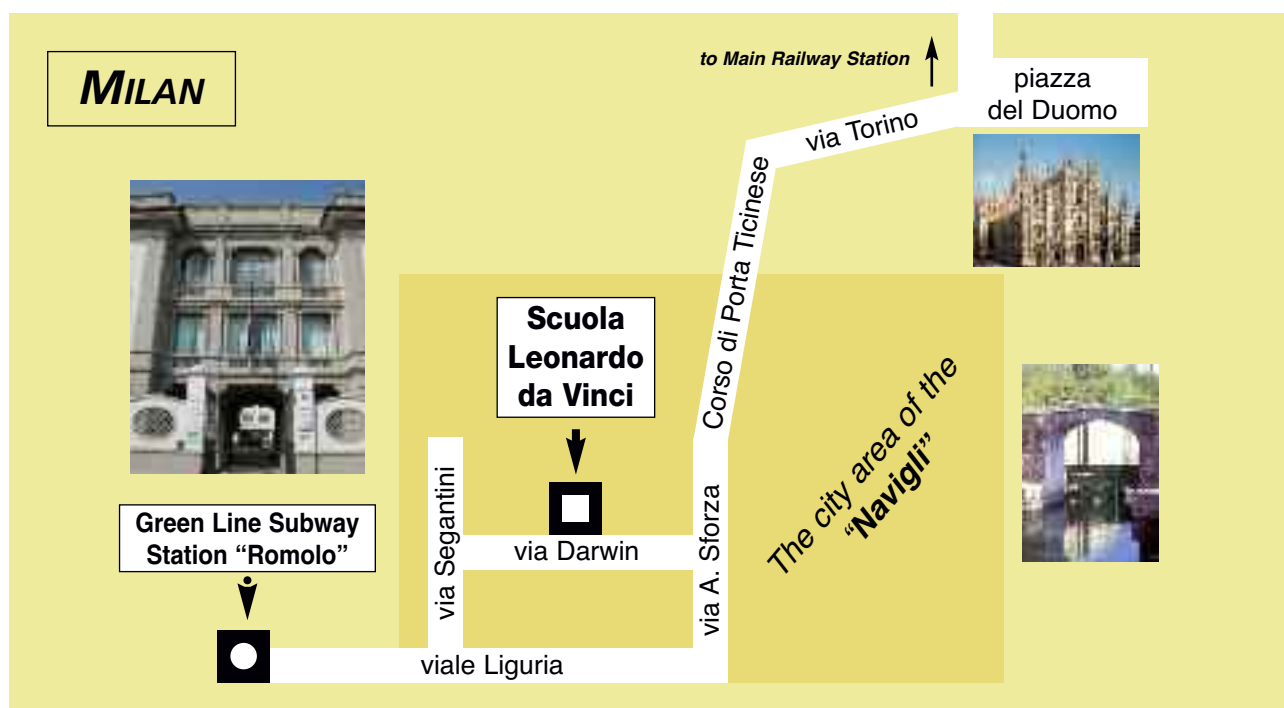 MILAN
to Main Railway Station
piazza
del Duomo
via Torino
Corso di Porta Ticinese
Scuola
Leonardo
da Vinci
The city area of the
“Navigli”
Green Line Subway
Station “Romolo”
via Segantini
via Darwin
via A. Sforza
viale Liguria